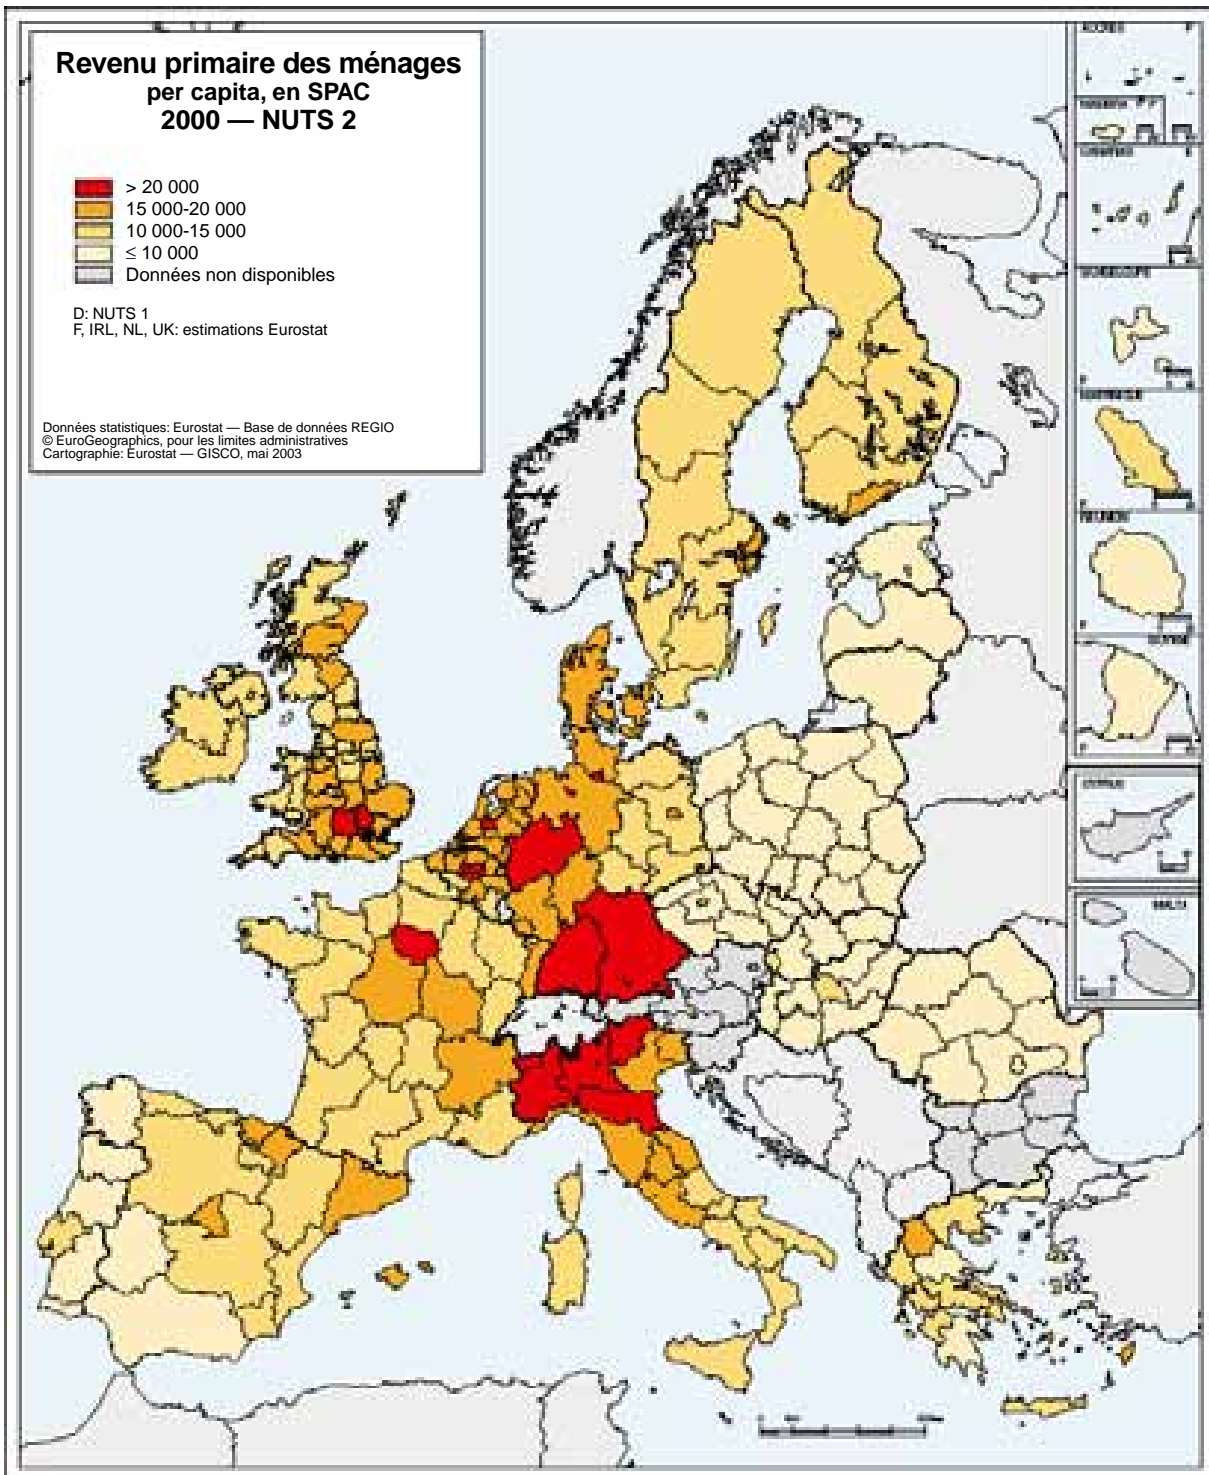 Revenu primaire des ménages
per capita, en SPAC
2000 — NUTS 2
> 20 000
15 000-20 000
10 000-15 000
≤ 10 000
Données non disponibles
D: NUTS 1
F, IRL, NL, UK: estimations Eurostat
Données statistiques: Eurostat — Base de données REGIO
© EuroGeographics, pour les limites administratives
Cartographie: Eurostat — GISCO, mai 2003